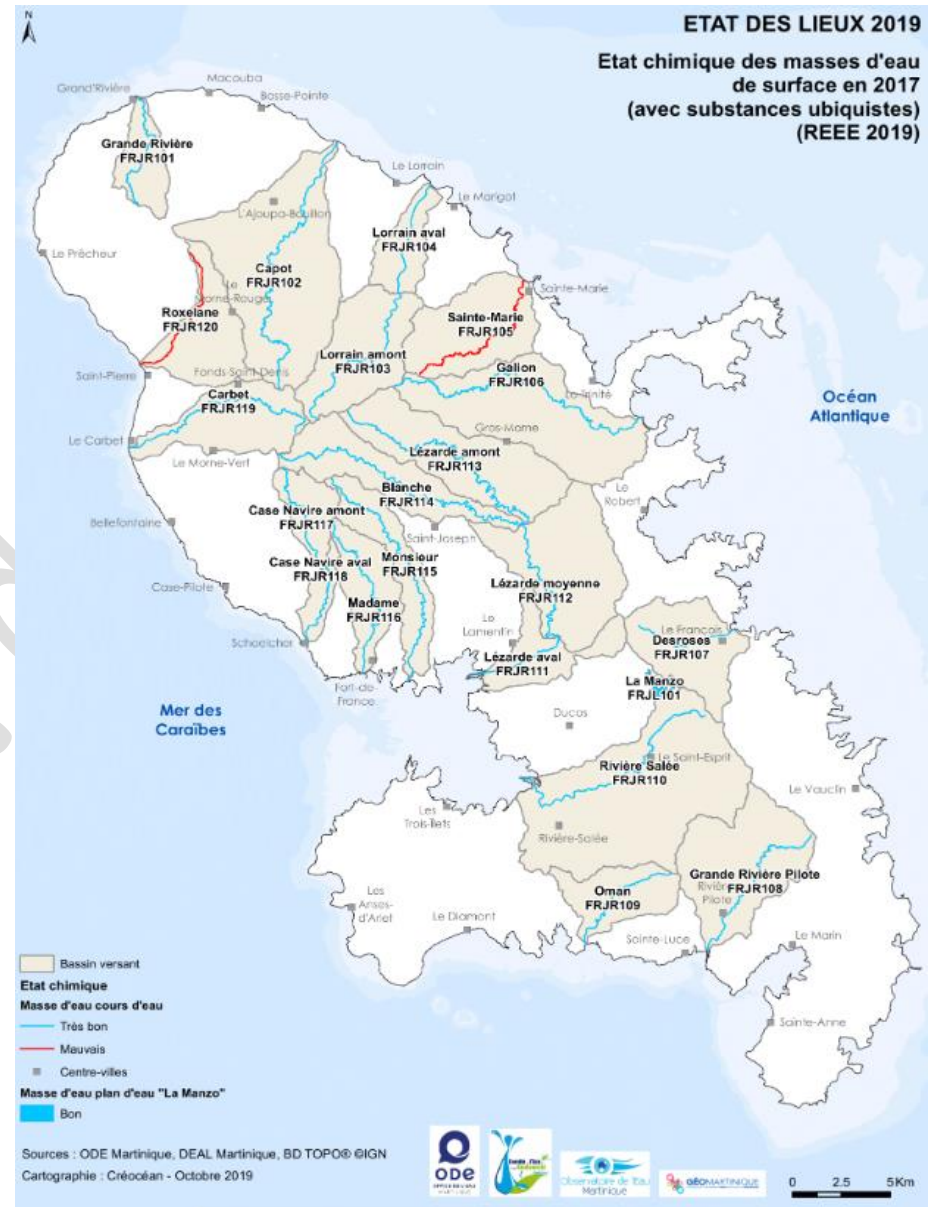 N
ETAT DES LIEUX 2019
Etat chimique des masses d'eau
de surface en 2017
(avec substances ubiquistes)
(REEE 2019)
Macouba
Grand'Rivière
Basse-Pointe
Grande Rivière
FRJR101
Le Lorrain
Le Marigot
L'Ajoupa-Bouillon
Lorrain aval
FRJR104
Le Prêcheur
Capot
FRJR102
Le
Morne-Rouge
Sainte-Marie
Roxelane
FRJR120
Sainte-Marie
FRJR105
Lorrain amont
FRJR103
Saint-Pierre
Fonds-Saint-Denis
Galion
FRJR106
Carbet
FRJR119
La Trinité
Océan
Atlantique
Le Carbet
Gros-Morne
Le Morne-Vert
Lézarde amont
FRJR113
Blanche
FRJR114
Le
Robert
Bellefontaine
Case Navire amont
FRJR117
Saint-Joseph
Case Navire aval
FRJR118
Monsieur
FRJR115
Case-Pilote
Lézarde moyenne
FRJR112
Madame
FRJR116
Le
Lamentin
Schoelcher
Le François
Desroses
FRJR107
Lézarde aval
FRJR111
La Manzo
FRJL101
Fort-de-
France
Mer des
Caraïbes
Ducos
Le Saint-Esprit
Rivière Salée
FRJR110
Le Vauclin
Les
Trois-Îlets
Rivière-Salée
Grande Rivière Pilote
FRJR108
Rivière
Pilote
Oman
FRJR109
Les
Anses-
d'Arlet
Le Diamant
Sainte-Luce
Le Marin
Sainte-Anne
Bassin versant
Etat chimique
Masse d'eau cours d'eau
Très bon
Mauvais
Centre-villes
Masse d'eau plan d'eau "La Manzo"
Bon
Sources : ODE Martinique, DEAL Martinique, BD TOPO® ©IGN
Cartographie : Créocéan - Octobre 2019
ODE
Observatoire de l'Eau
Martinique
GÉOMARTINIQUE
0 2.5 5Km